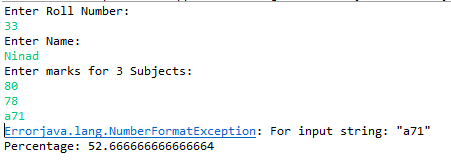 Enter Roll Number:
33
Enter Name:
Ninad
Enter marks for 3 Subjects:
80
78
a71
Errorjava.lang.NumberFormatException: For input string: "a71"
Percentage: 52.666666666666664